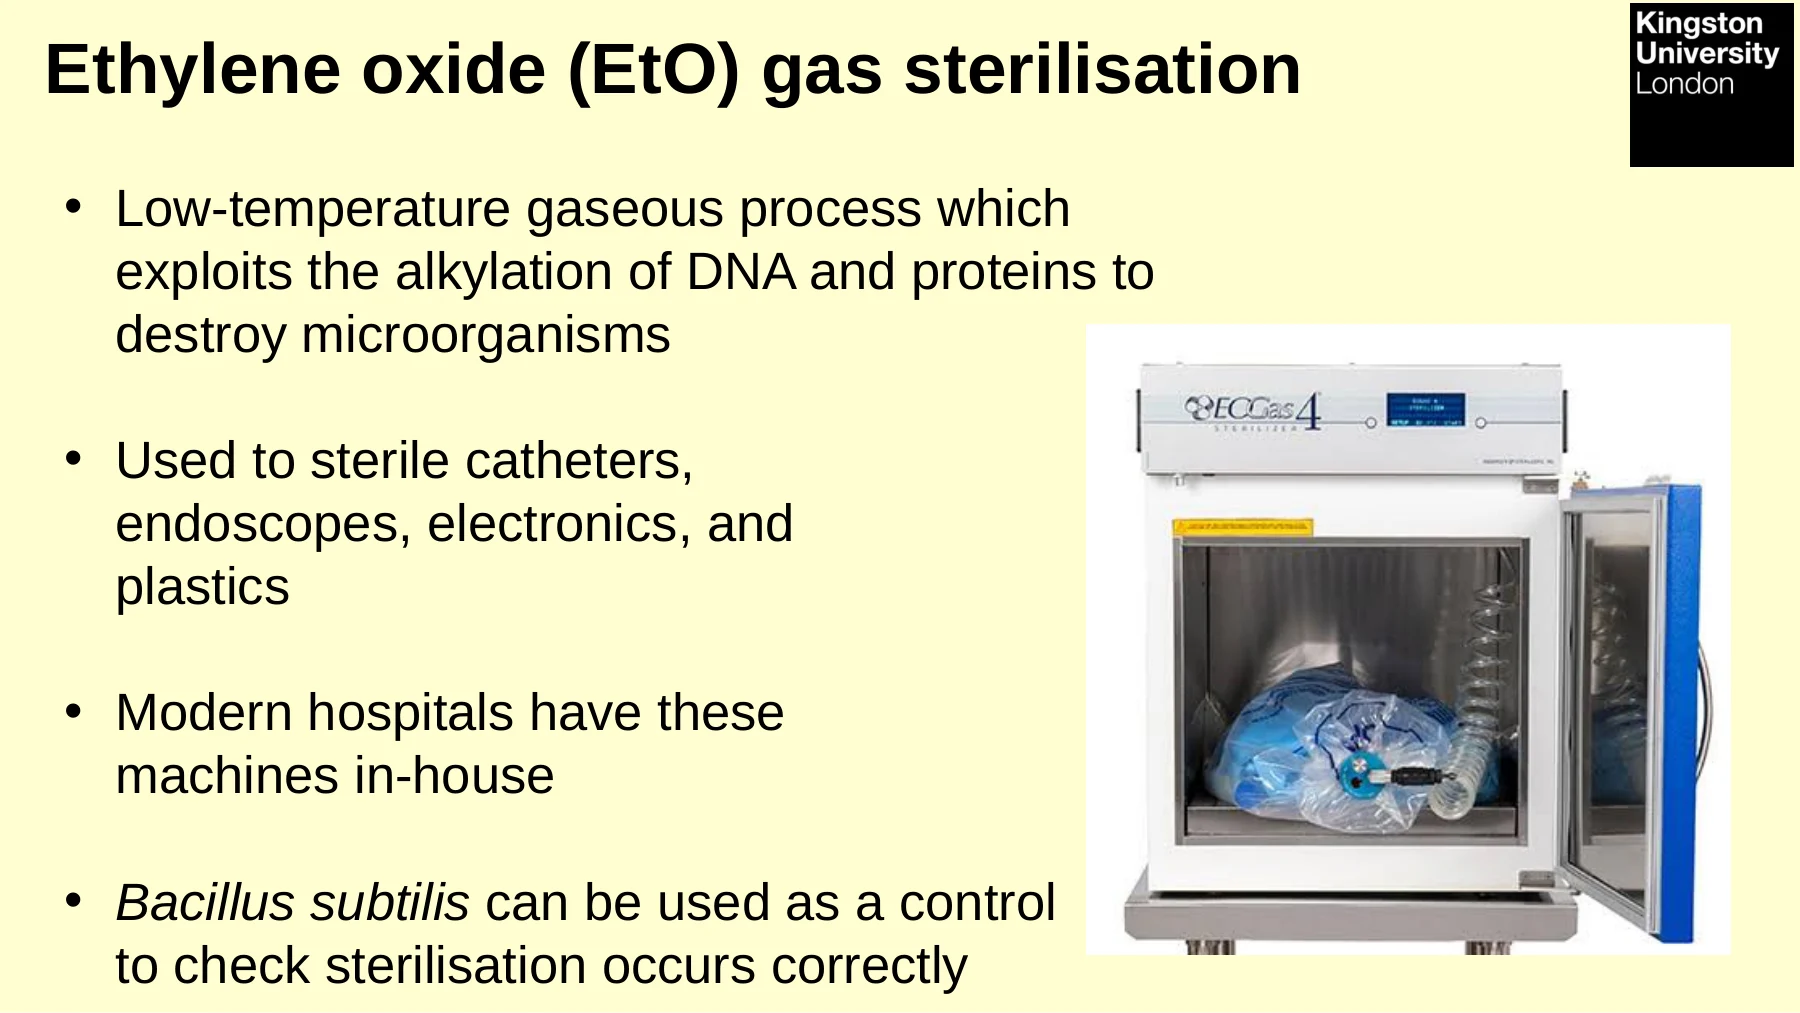 Ethylene oxide (EtO) gas sterilisation
Kingston
University
London
• Low-temperature gaseous process which
exploits the alkylation of DNA and proteins to
destroy microorganisms
• Used to sterile catheters,
endoscopes, electronics, and
plastics
• Modern hospitals have these
machines in-house
• Bacillus subtilis can be used as a control
to check sterilisation occurs correctly
EOGas 4
STERILIZER